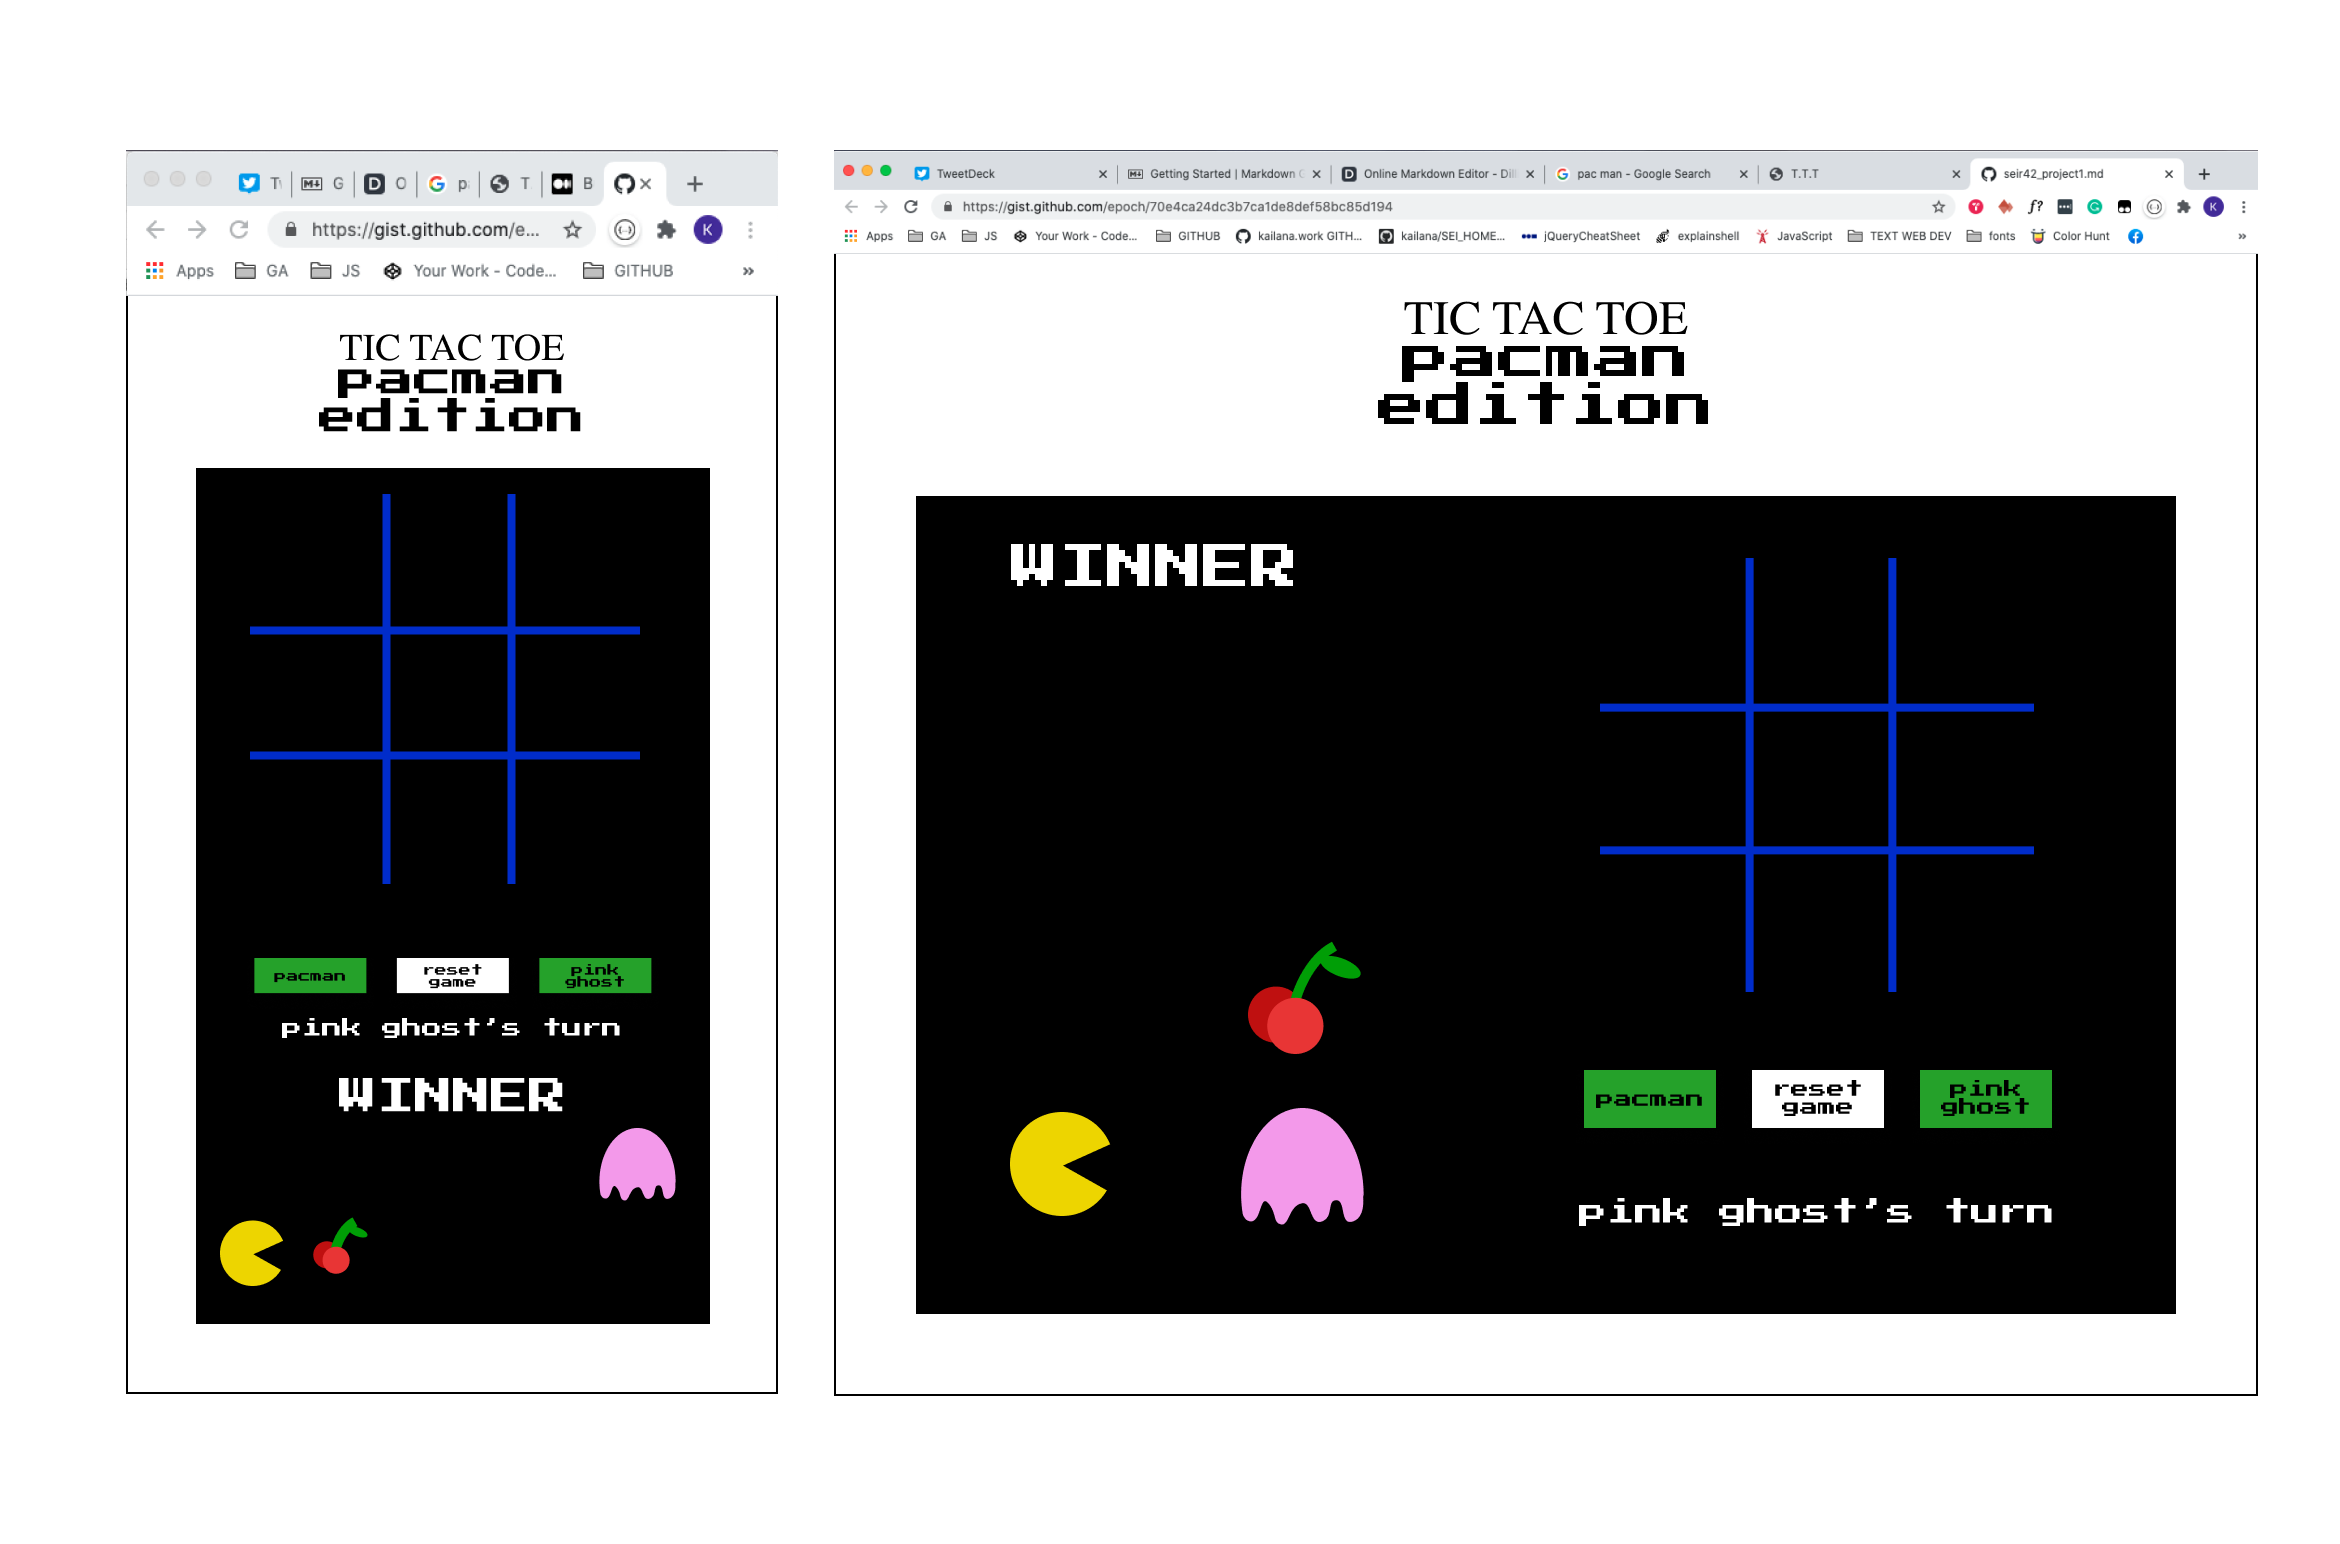 T G D O p T B
https://gist.github.com/e...
K
Apps GA JS Your Work - Code... GITHUB »
TIC TAC TOE
pacman
edition
pacman
reset
game
pink
ghost
pink ghost's turn
WINNER
TweetDeck Getting Started | Markdown D Online Markdown Editor - Dill pac man - Google Search T.T.T seir42_project1.md
https://gist.github.com/epoch/70e4ca24dc3b7ca1de8def58bc85d194 f? K
Apps GA JS Your Work - Code... GITHUB kailana.work GITH... kailana/SEI_HOME... jQueryCheatSheet explainshell JavaScript TEXT WEB DEV fonts Color Hunt »
TIC TAC TOE
pacman
edition
WINNER
pacman
reset
game
pink
ghost
pink ghost's turn